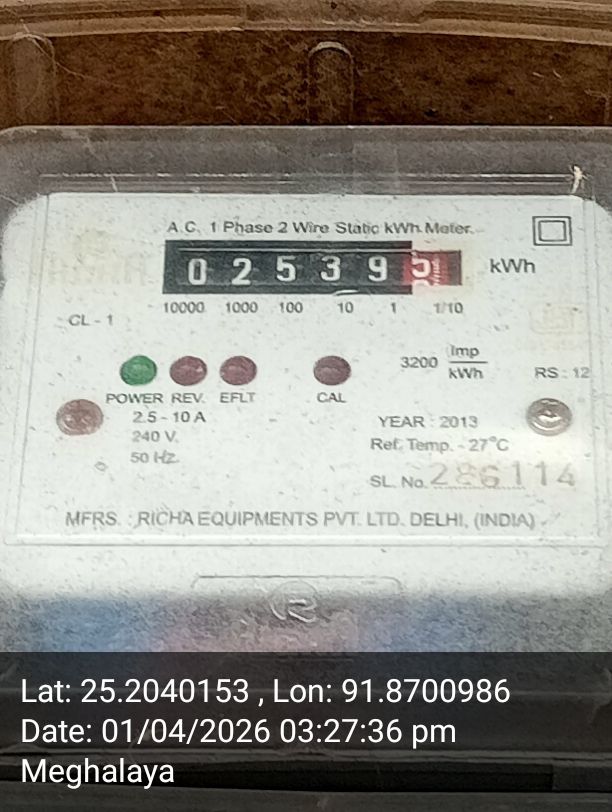 A.C. 1 Phase 2 Wire Static kWh Meter
0 2 5 3 9 5 kWh
10000 1000 100 10 1 1/10
CL - 1
3200 Imp/kWh
RS : 12
POWER REV. EFLT CAL
2.5 - 10 A
240 V.
50 Hz.
YEAR : 2013
Ref. Temp. - 27°C
SL. No. 286114
MFRS. : RICHA EQUIPMENTS PVT. LTD. DELHI, (INDIA)
R
Lat: 25.2040153 , Lon: 91.8700986
Date: 01/04/2026 03:27:36 pm
Meghalaya